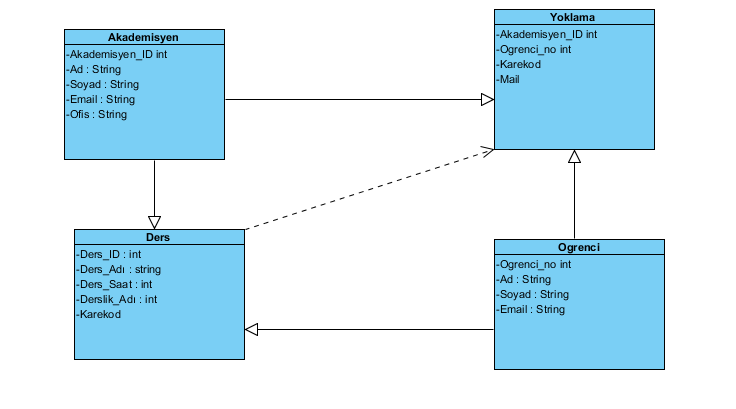 Akademisyen
-Akademisyen_ID int
-Ad : String
-Soyad : String
-Email : String
-Ofis : String
Yoklama
-Akademisyen_ID int
-Ogrenci_no int
-Karekod
-Mail
Ders
-Ders_ID : int
-Ders_Adı : string
-Ders_Saat : int
-Derslik_Adı : int
-Karekod
Ogrenci
-Ogrenci_no int
-Ad : String
-Soyad : String
-Email : String